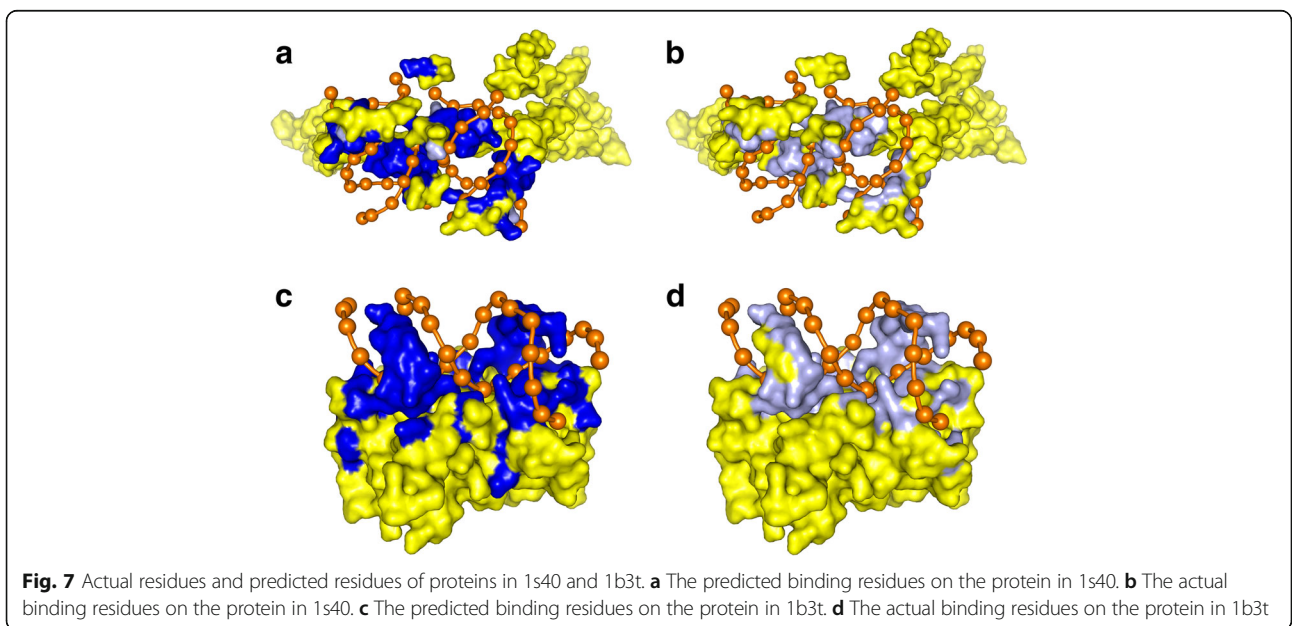 a
b
c
d
Fig. 7 Actual residues and predicted residues of proteins in 1s40 and 1b3t. a The predicted binding residues on the protein in 1s40. b The actual
binding residues on the protein in 1s40. c The predicted binding residues on the protein in 1b3t. d The actual binding residues on the protein in 1b3t